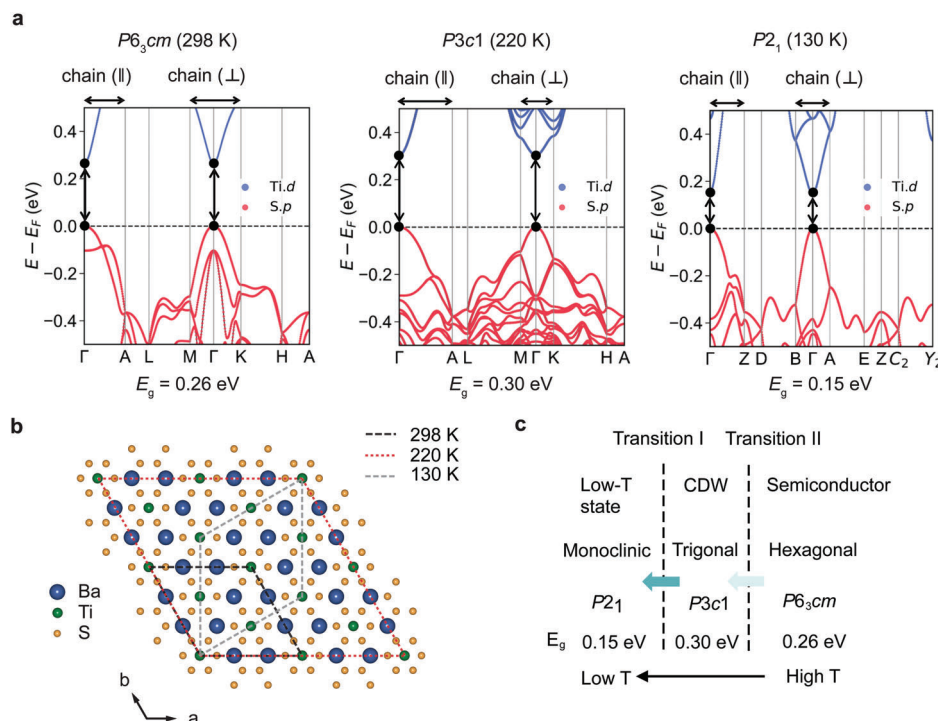 a
P6₃cm (298 K) P3c1 (220 K) P2₁ (130 K)
chain (∥) chain (⊥) chain (∥) chain (⊥) chain (∥) chain (⊥)
E − E_F (eV) E − E_F (eV) E − E_F (eV)
0.4 0.4 0.4
0.2 0.2 0.2
Ti.d Ti.d Ti.d
S.p S.p S.p
0.0 0.0 0.0
−0.2 −0.2 −0.2
−0.4 −0.4 −0.4
Γ A L M Γ K H A Γ A L M Γ K H A Γ Z D B Γ A E Z C₂ Y₂
E_g = 0.26 eV E_g = 0.30 eV E_g = 0.15 eV
b
298 K
220 K
130 K
Ba
Ti
S
b
a
c
Transition I Transition II
Low-T CDW Semiconductor
state
Monoclinic Trigonal Hexagonal
P2₁ P3c1 P6₃cm
E_g 0.15 eV 0.30 eV 0.26 eV
Low T High T